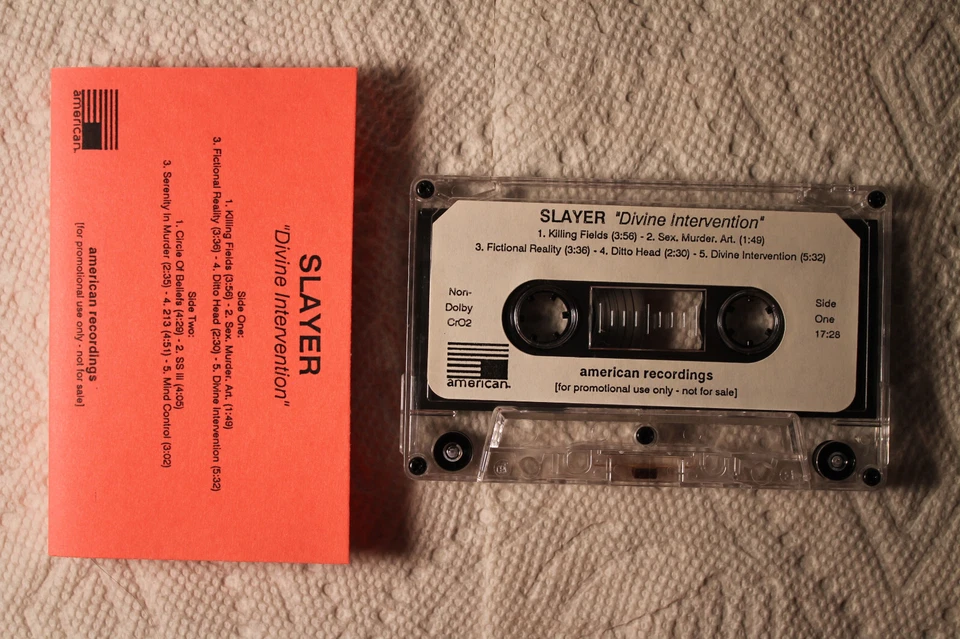 SLAYER
"Divine Intervention"
Side One:
1. Killing Fields (3:56) - 2. Sex. Murder. Art. (1:49)
3. Fictional Reality (3:36) - 4. Ditto Head (2:30) - 5. Divine Intervention (5:32)
Side Two:
1. Circle Of Beliefs (4:29) - 2. SS III (4:05)
3. Serenity In Murder (2:35) - 4. 213 (4:51) - 5. Mind Control (3:02)
american recordings
[for promotional use only - not for sale]
american.
SLAYER "Divine Intervention"
1. Killing Fields (3:56) - 2. Sex. Murder. Art. (1:49)
3. Fictional Reality (3:36) - 4. Ditto Head (2:30) - 5. Divine Intervention (5:32)
Non-
Dolby
CrO2
Side
One
17:28
american.
american recordings
[for promotional use only - not for sale]